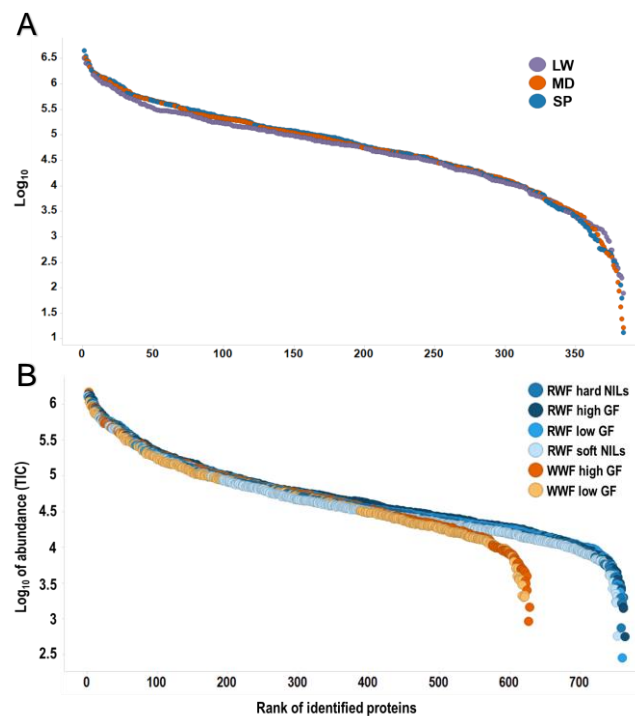 A
6.5
6
5.5
5
4.5
4
3.5
3
2.5
2
1.5
1
Log₁₀
LW
MD
SP
0 50 100 150 200 250 300 350
B
6
5.5
5
4.5
4
3.5
3
2.5
Log₁₀ of abundance (TIC)
RWF hard NILs
RWF high GF
RWF low GF
RWF soft NILs
WWF high GF
WWF low GF
0 100 200 300 400 500 600 700
Rank of identified proteins